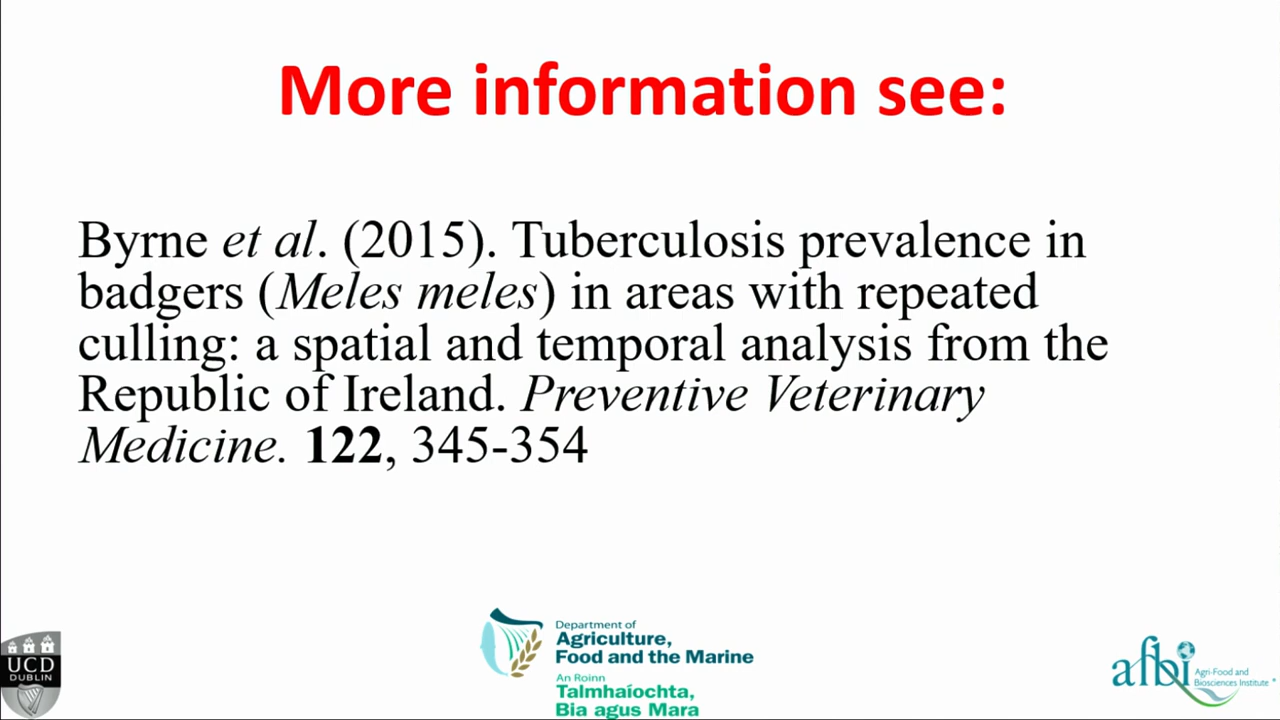 More information see:
Byrne et al. (2015). Tuberculosis prevalence in
badgers (Meles meles) in areas with repeated
culling: a spatial and temporal analysis from the
Republic of Ireland. Preventive Veterinary
Medicine. 122, 345-354
UCD
DUBLIN
Department of
Agriculture,
Food and the Marine
An Roinn
Talmhaíochta,
Bia agus Mara
afbi
Agri-Food and
Biosciences Institute